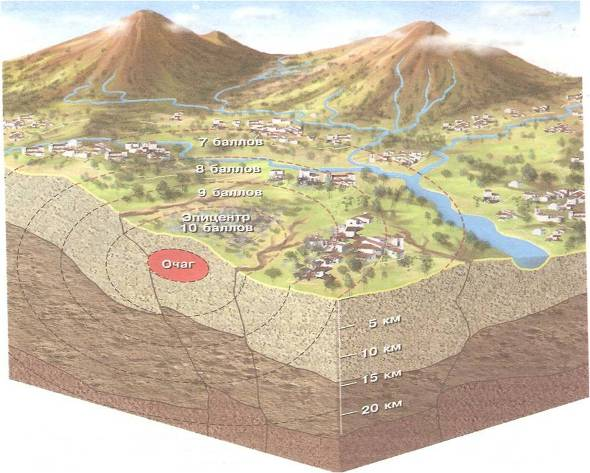 7 баллов
8 баллов
9 баллов
Эпицентр
10 баллов
Очаг
5 км
10 км
15 км
20 км